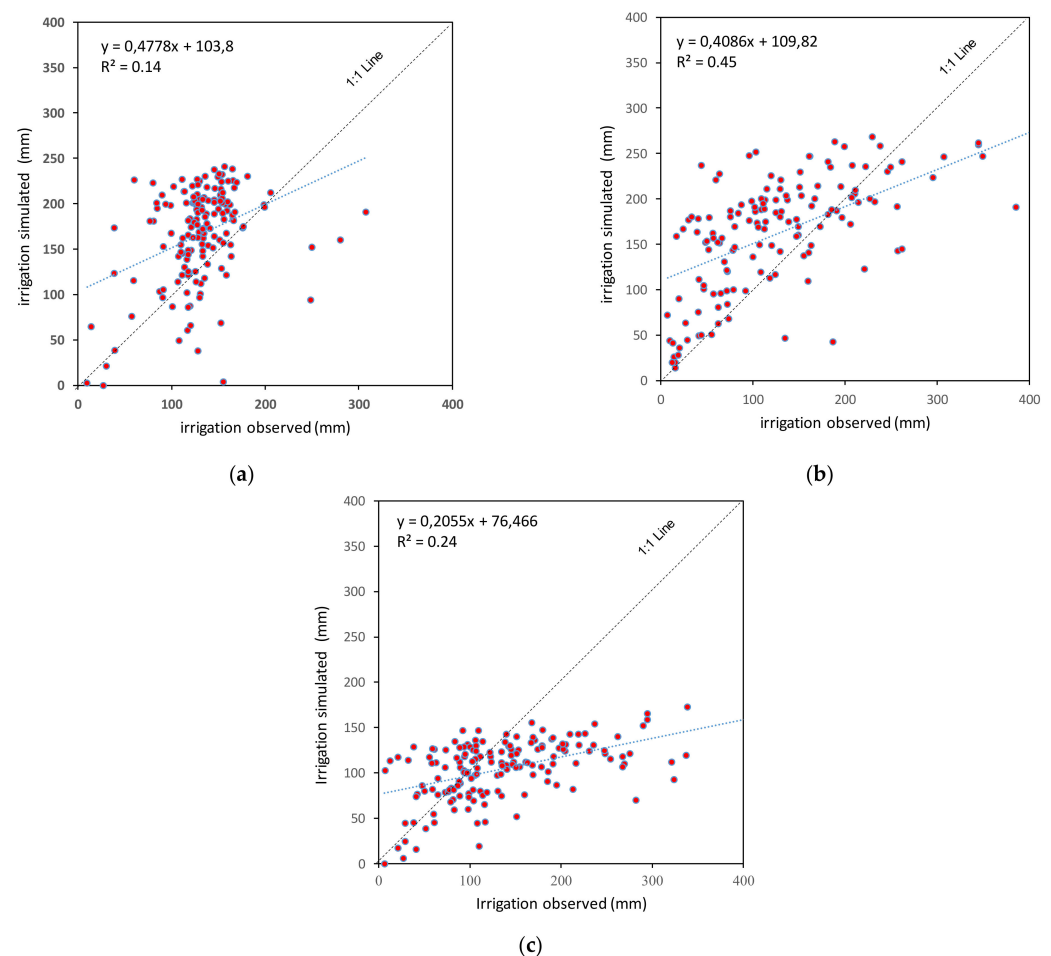 y = 0,4778x + 103,8
R² = 0.14
1:1 Line
400
350
300
250
200
150
100
50
0
0 100 200 300 400
irrigation simulated (mm)
irrigation observed (mm)
(a)
y = 0,4086x + 109,82
R² = 0.45
1:1 Line
400
350
300
250
200
150
100
50
0
0 100 200 300 400
irrigation simulated (mm)
irrigation observed (mm)
(b)
y = 0,2055x + 76,466
R² = 0.24
1:1 Line
400
350
300
250
200
150
100
50
0
0 100 200 300 400
Irrigation simulated (mm)
Irrigation observed (mm)
(c)